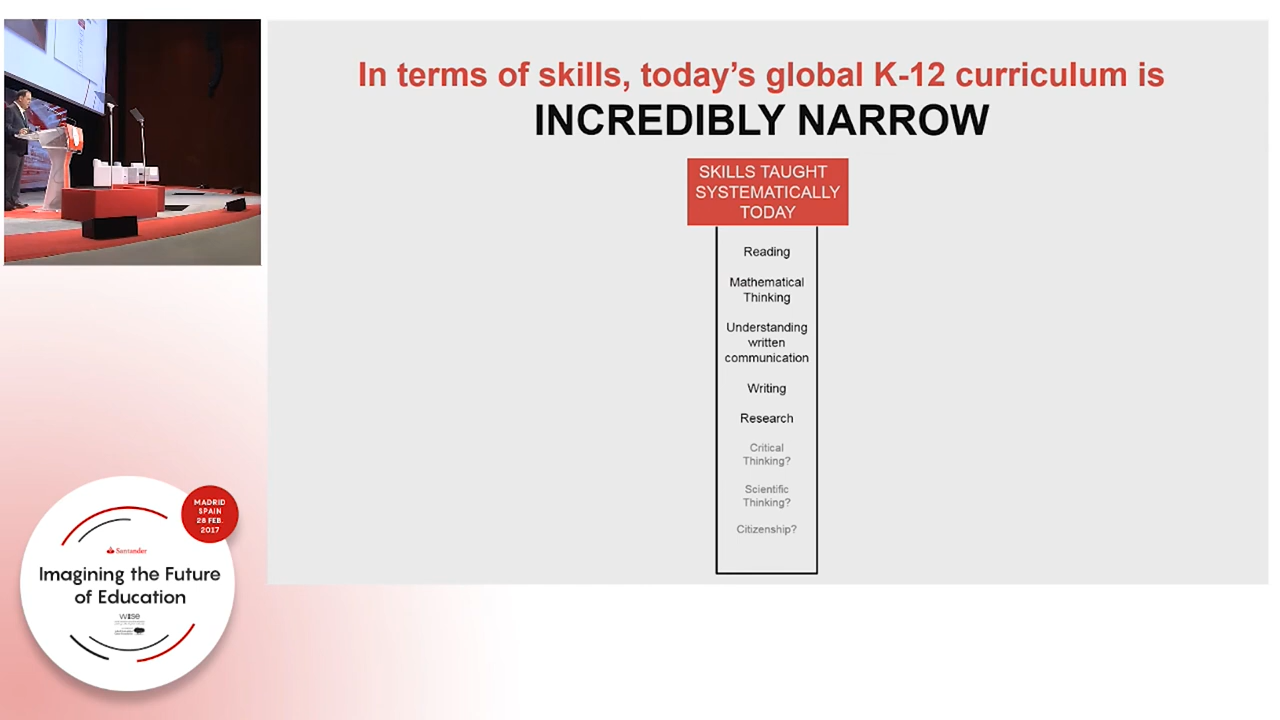 In terms of skills, today's global K-12 curriculum is
INCREDIBLY NARROW
SKILLS TAUGHT
SYSTEMATICALLY
TODAY
Reading
Mathematical
Thinking
Understanding
written
communication
Writing
Research
Critical
Thinking?
Scientific
Thinking?
Citizenship?
MADRID
SPAIN
28 FEB.
2017
Santander
Imagining the Future
of Education